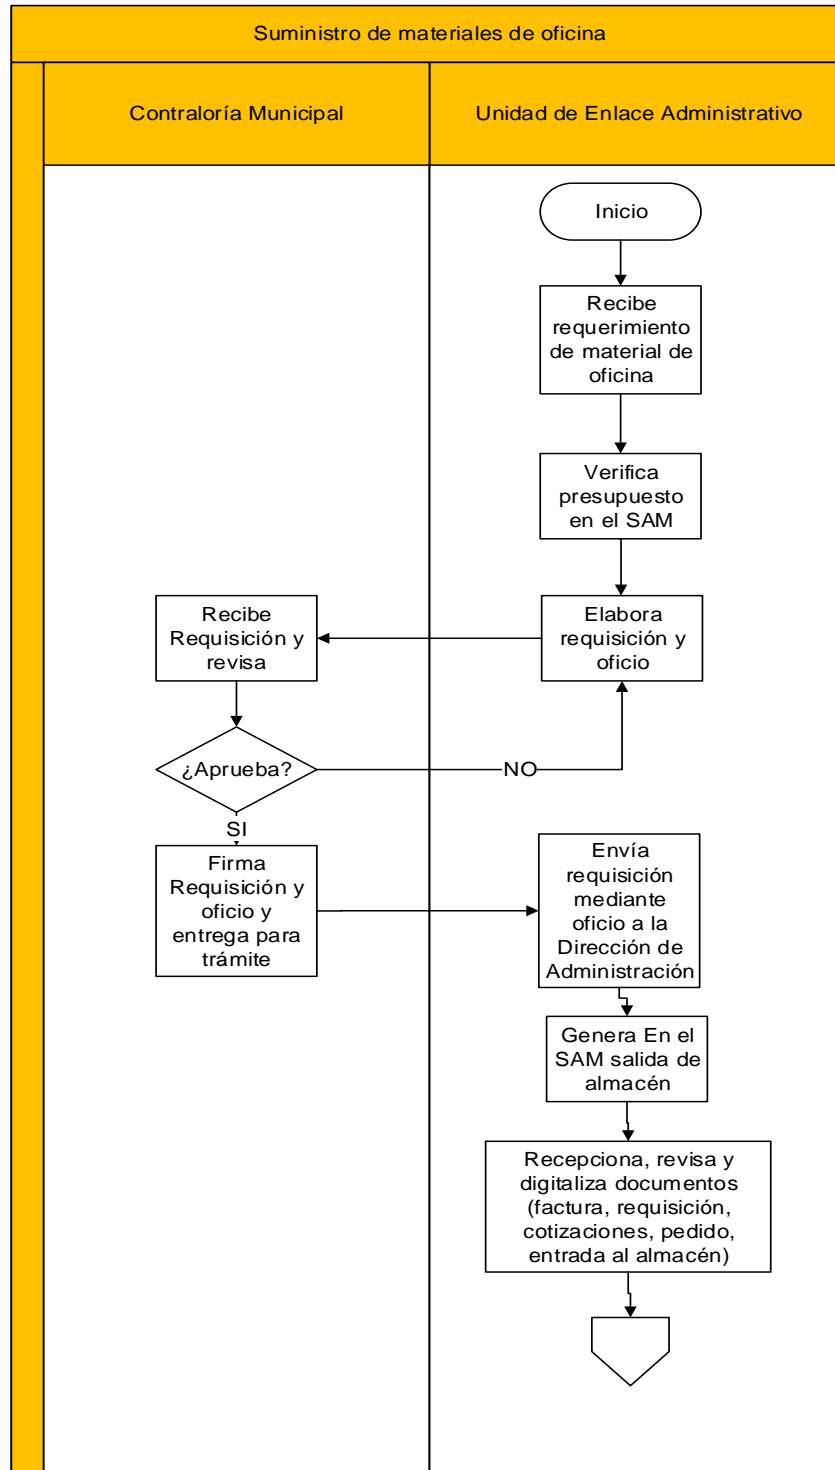 Suministro de materiales de oficina
Contraloría Municipal
Unidad de Enlace Administrativo
Inicio
Recibe
requerimiento
de material de
oficina
Verifica
presupuesto
en el SAM
Elabora
requisición y
oficio
Recibe
Requisición y
revisa
¿Aprueba?
NO
SI
Firma
Requisición y
oficio y
entrega para
trámite
Envía
requisición
mediante
oficio a la
Dirección de
Administración
Genera En el
SAM salida de
almacén
Recepciona, revisa y
digitaliza documentos
(factura, requisición,
cotizaciones, pedido,
entrada al almacén)